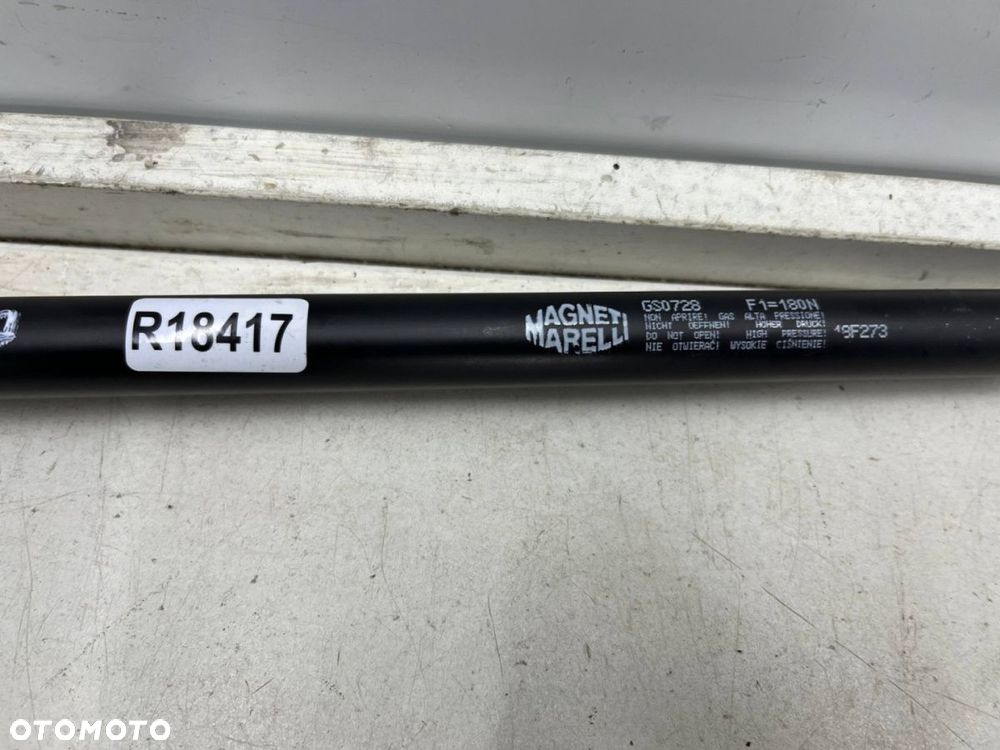 R18417
MAGNETI
MARELLI
GS0728 F1=180N
NON APRIRE! GAS ALTA PRESSIONE!
NICHT OEFFNEN! HOHER DRUCK!
DO NOT OPEN! HIGH PRESSURE!
NIE OTWIERAĆ! WYSOKIE CIŚNIENIE!
49F273
OTOMOTO